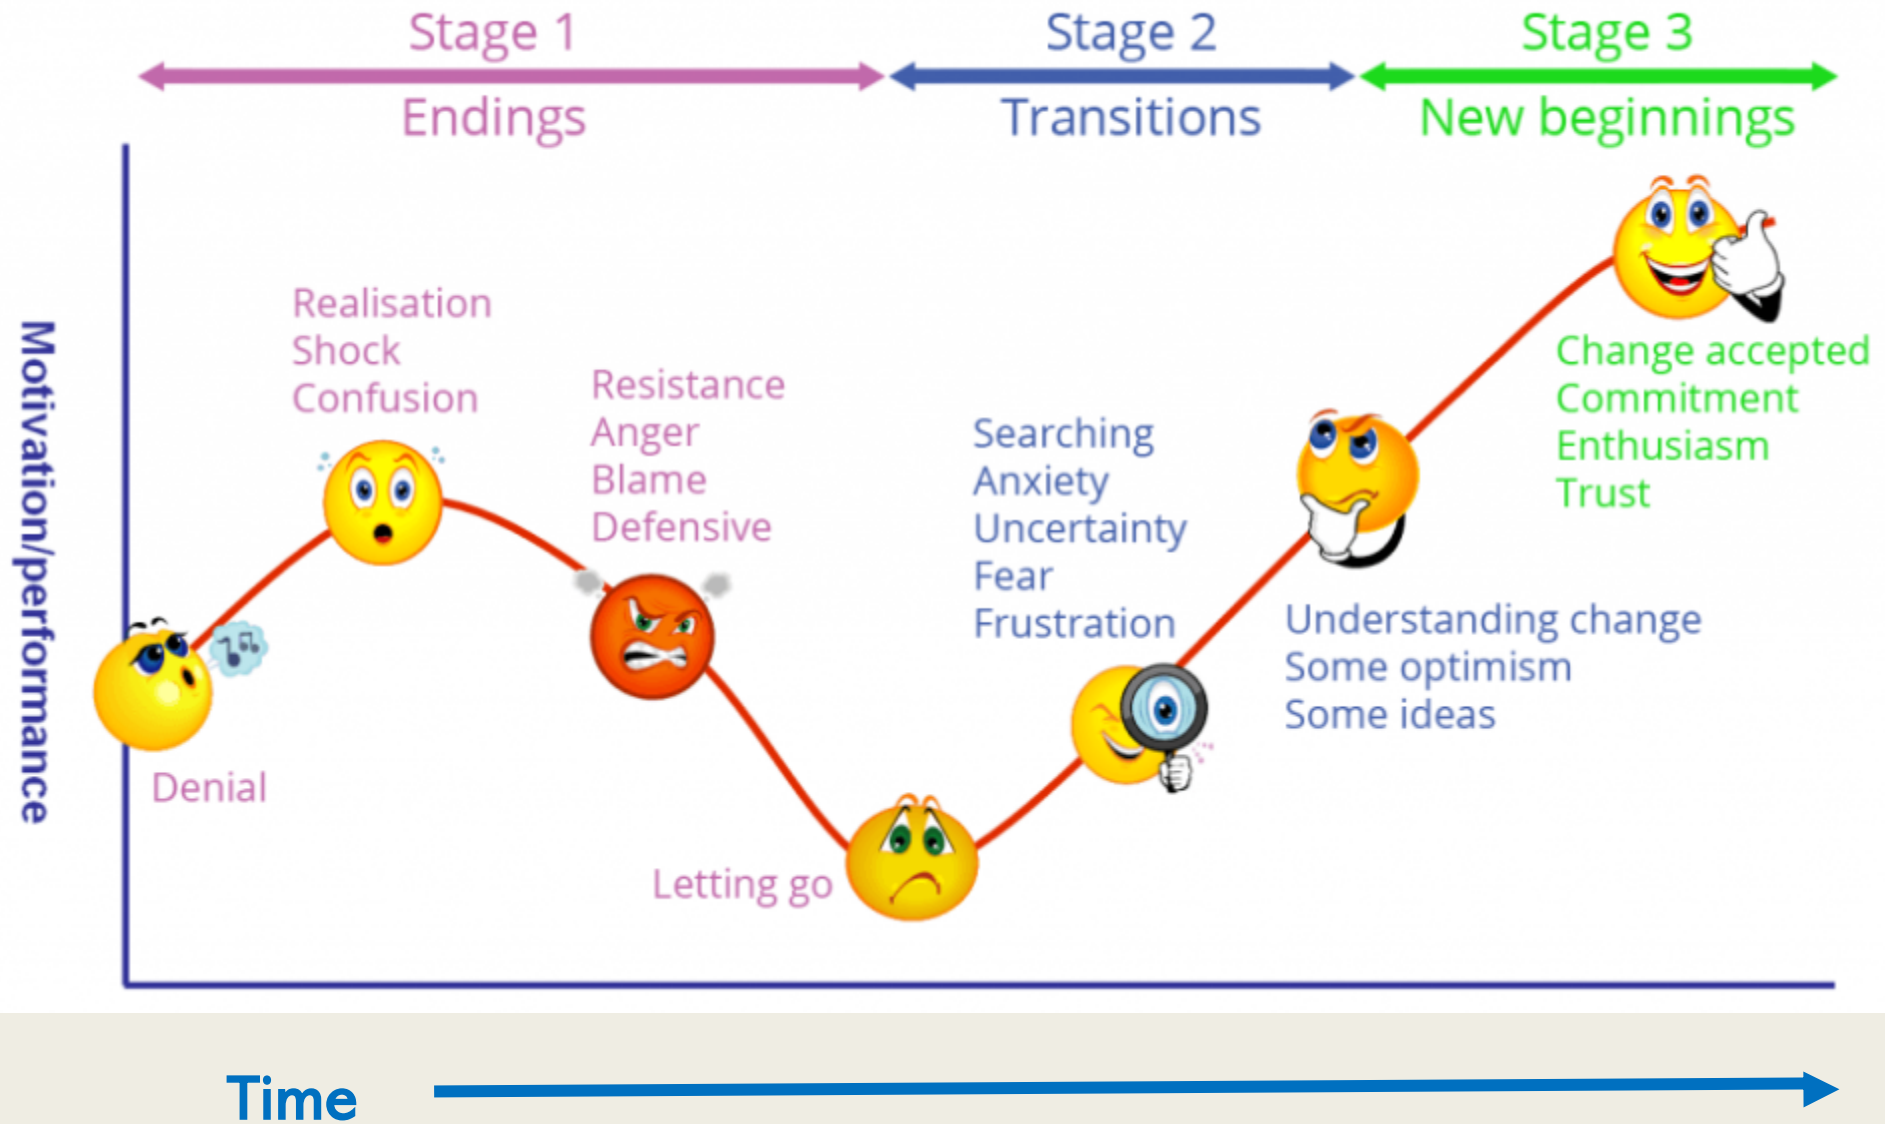 Stage 1
Endings
Stage 2
Transitions
Stage 3
New beginnings
Motivation/performance
Denial
Realisation
Shock
Confusion
Resistance
Anger
Blame
Defensive
Letting go
Searching
Anxiety
Uncertainty
Fear
Frustration
Understanding change
Some optimism
Some ideas
Change accepted
Commitment
Enthusiasm
Trust
Time